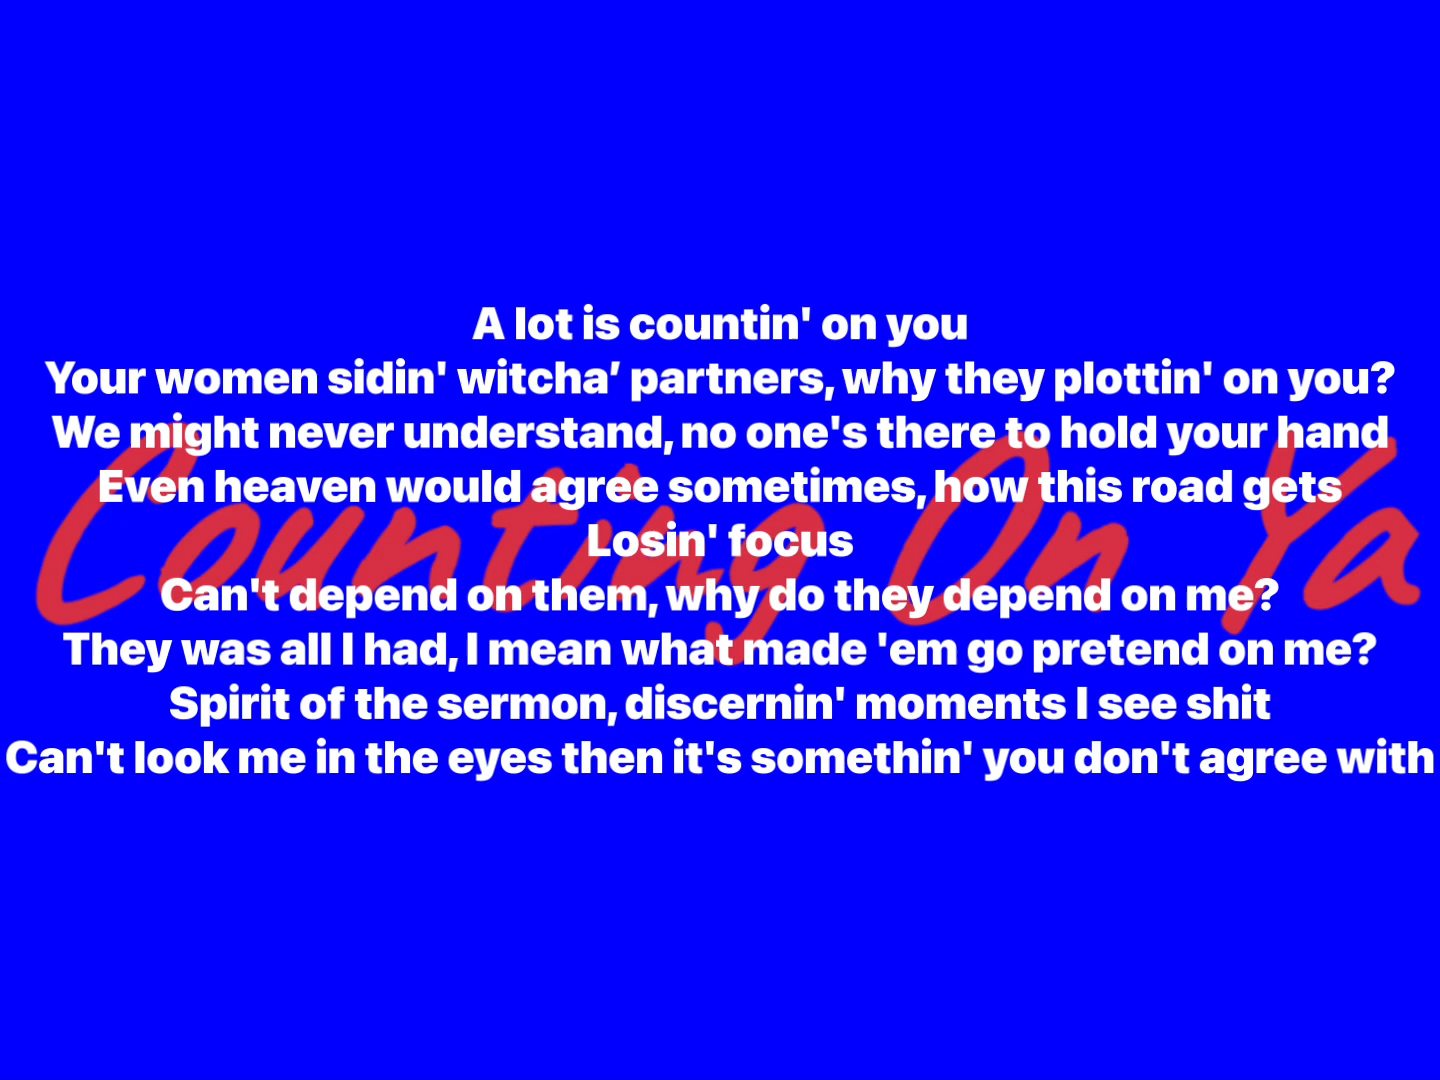 A lot is countin' on you
Your women sidin' witcha’ partners, why they plottin' on you?
We might never understand, no one's there to hold your hand
Even heaven would agree sometimes, how this road gets
Losin' focus
Can't depend on them, why do they depend on me?
They was all I had, I mean what made 'em go pretend on me?
Spirit of the sermon, discernin' moments I see shit
Can't look me in the eyes then it's somethin' you don't agree with
Counting On Ya